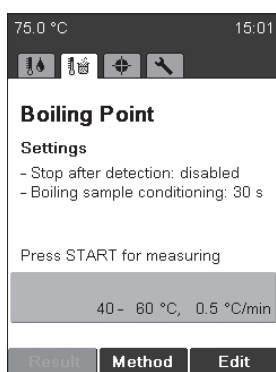 75.0 °C 15:01
Boiling Point
Settings
- Stop after detection: disabled
- Boiling sample conditioning: 30 s
Press START for measuring
40 - 60 °C, 0.5 °C/min
Result Method Edit